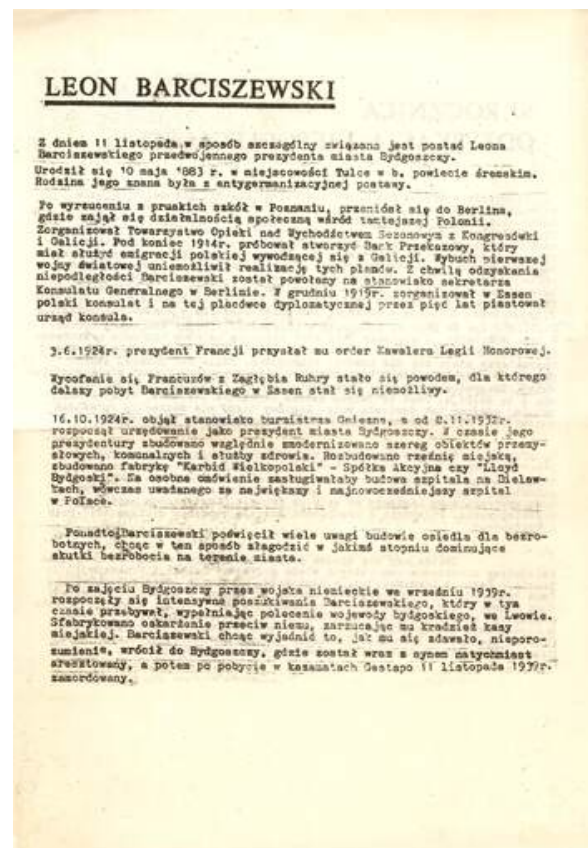 LEON BARCISZEWSKI
Z dniem 11 listopada w sposób szczególny związana jest postać Leona
Barciszewskiego przedwojennego prezydenta miasta Bydgoszczy.
Urodził się 10 maja 1883 r. w miejscowości Tulce w b. powiecie śremskim.
Rodzina jego znana była z antygermanizacyjnej postawy.
Po wyrzuceniu z pruskich szkół w Poznaniu, przeniósł się do Berlina,
gdzie zajął się działalnością społeczną wśród tamtejszej Polonii.
Zorganizował Towarzystwo Opieki nad Wychodźctwem Sezonowym z Kongresówki
i Galicji. Pod koniec 1914r. próbował stworzyć Bank Przekazowy, który
miał służyć emigracji polskiej wywodzącej się z Galicji. Wybuch pierwszej
wojny światowej uniemożliwił realizację tych planów. Z chwilą odzyskania
niepodległości Barciszewski został powołany na stanowisko sekretarza
Konsulatu Generalnego w Berlinie. W grudniu 1919r. zorganizował w Essen
polski konsulat i na tej placówce dyplomatycznej przez pięć lat piastował
urząd konsula.
3.6.1924r. prezydent Francji przysłał mu order Kawalera Legii Honorowej.
Wycofanie się Francuzów z Zagłębia Ruhry stało się powodem, dla którego
dalszy pobyt Barciszewskiego w Essen stał się niemożliwy.
16.10.1924r. objął stanowisko burmistrza Gniezna, a od 8.11.1932r.
rozpoczął urzędowanie jako prezydent miasta Bydgoszczy. W czasie jego
prezydentury zbudowano względnie zmodernizowano szereg obiektów przemy-
słowych, komunalnych i służby zdrowia. Rozbudowano rzeźnię miejską,
zbudowano fabrykę "Karbid Wielkopolski" - Spółka Akcyjna czy "Lloyd
Bydgoski". Na osobne omówienie zasługiwałaby budowa szpitala na Bielaw-
kach, wówczas uważanego za największy i najnowocześniejszy szpital
w Polsce.
Ponadto Barciszewski poświęcił wiele uwagi budowie osiedla dla bezro-
botnych, chcąc w ten sposób złagodzić w jakimś stopniu dominujące
skutki bezrobocia na terenie miasta.
Po zajęciu Bydgoszczy przez wojska niemieckie we wrześniu 1939r.
rozpoczęły się intensywne poszukiwania Barciszewskiego, który w tym
czasie przebywał, wypełniając polecenie wojewody bydgoskiego, we Lwowie.
Sfabrykowano oskarżenie przeciw niemu, zarzucając mu kradzież kasy
miejskiej. Barciszewski chcąc wyjaśnić to, jak mu się zdawało, nieporo-
zumienie, wrócił do Bydgoszczy, gdzie został wraz z synem natychmiast
aresztowany, a potem po pobycie w kazamatach Gestapo 11 listopada 1939r.
zamordowany.